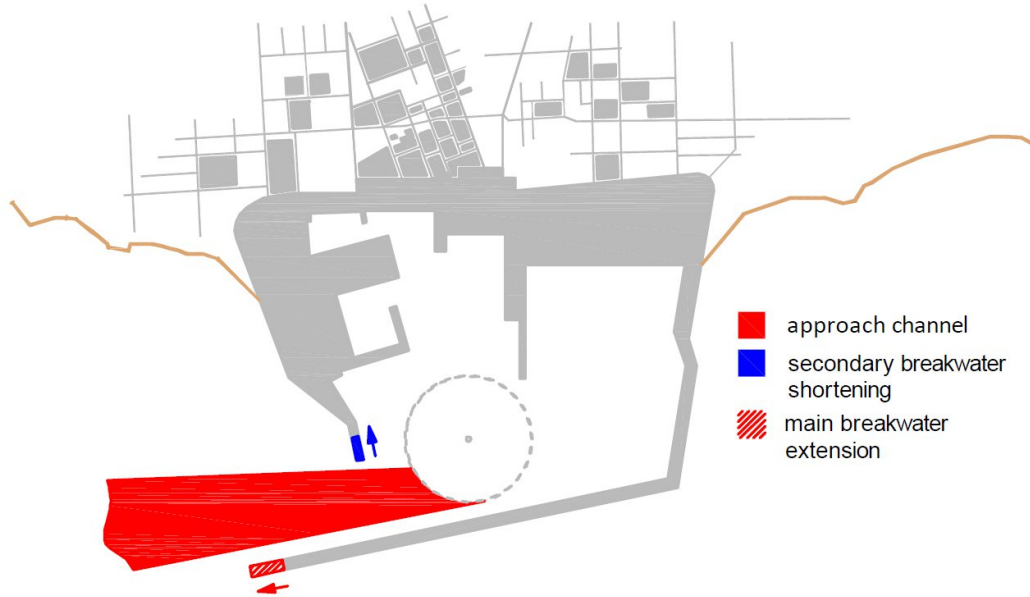 approach channel
secondary breakwater
shortening
main breakwater
extension